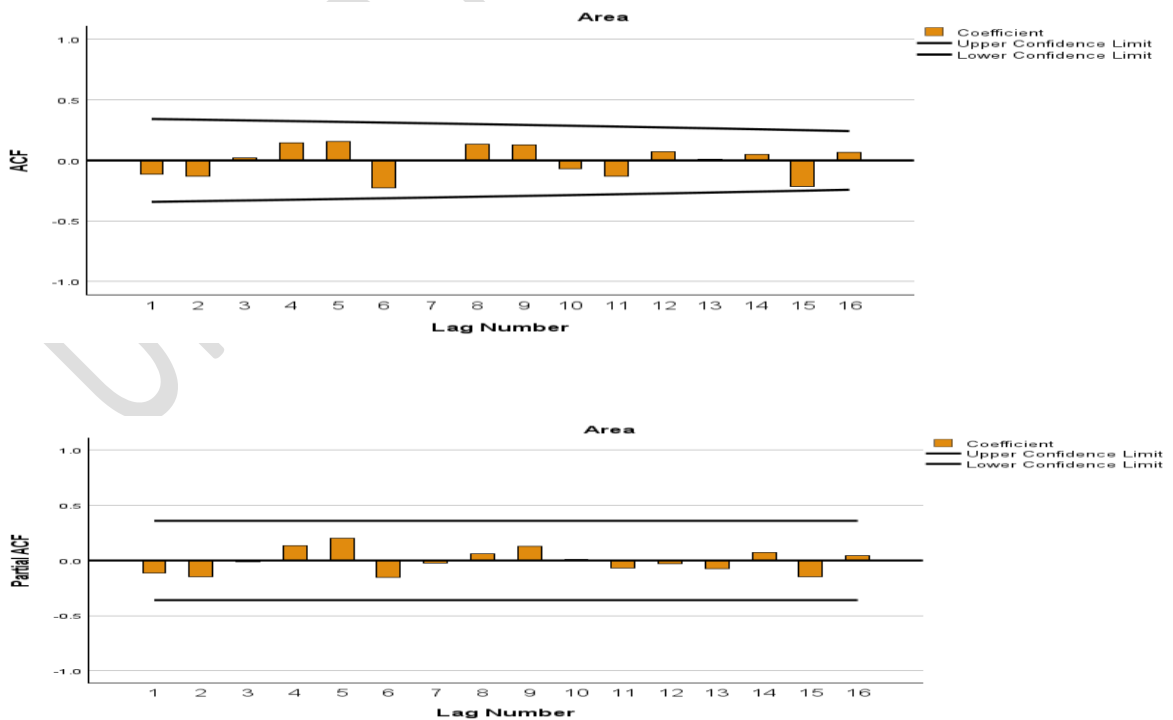 Area
Coefficient
Upper Confidence Limit
Lower Confidence Limit
1.0
0.5
0.0
-0.5
-1.0
ACF
1 2 3 4 5 6 7 8 9 10 11 12 13 14 15 16
Lag Number
Area
Coefficient
Upper Confidence Limit
Lower Confidence Limit
1.0
0.5
0.0
-0.5
-1.0
Partial ACF
1 2 3 4 5 6 7 8 9 10 11 12 13 14 15 16
Lag Number